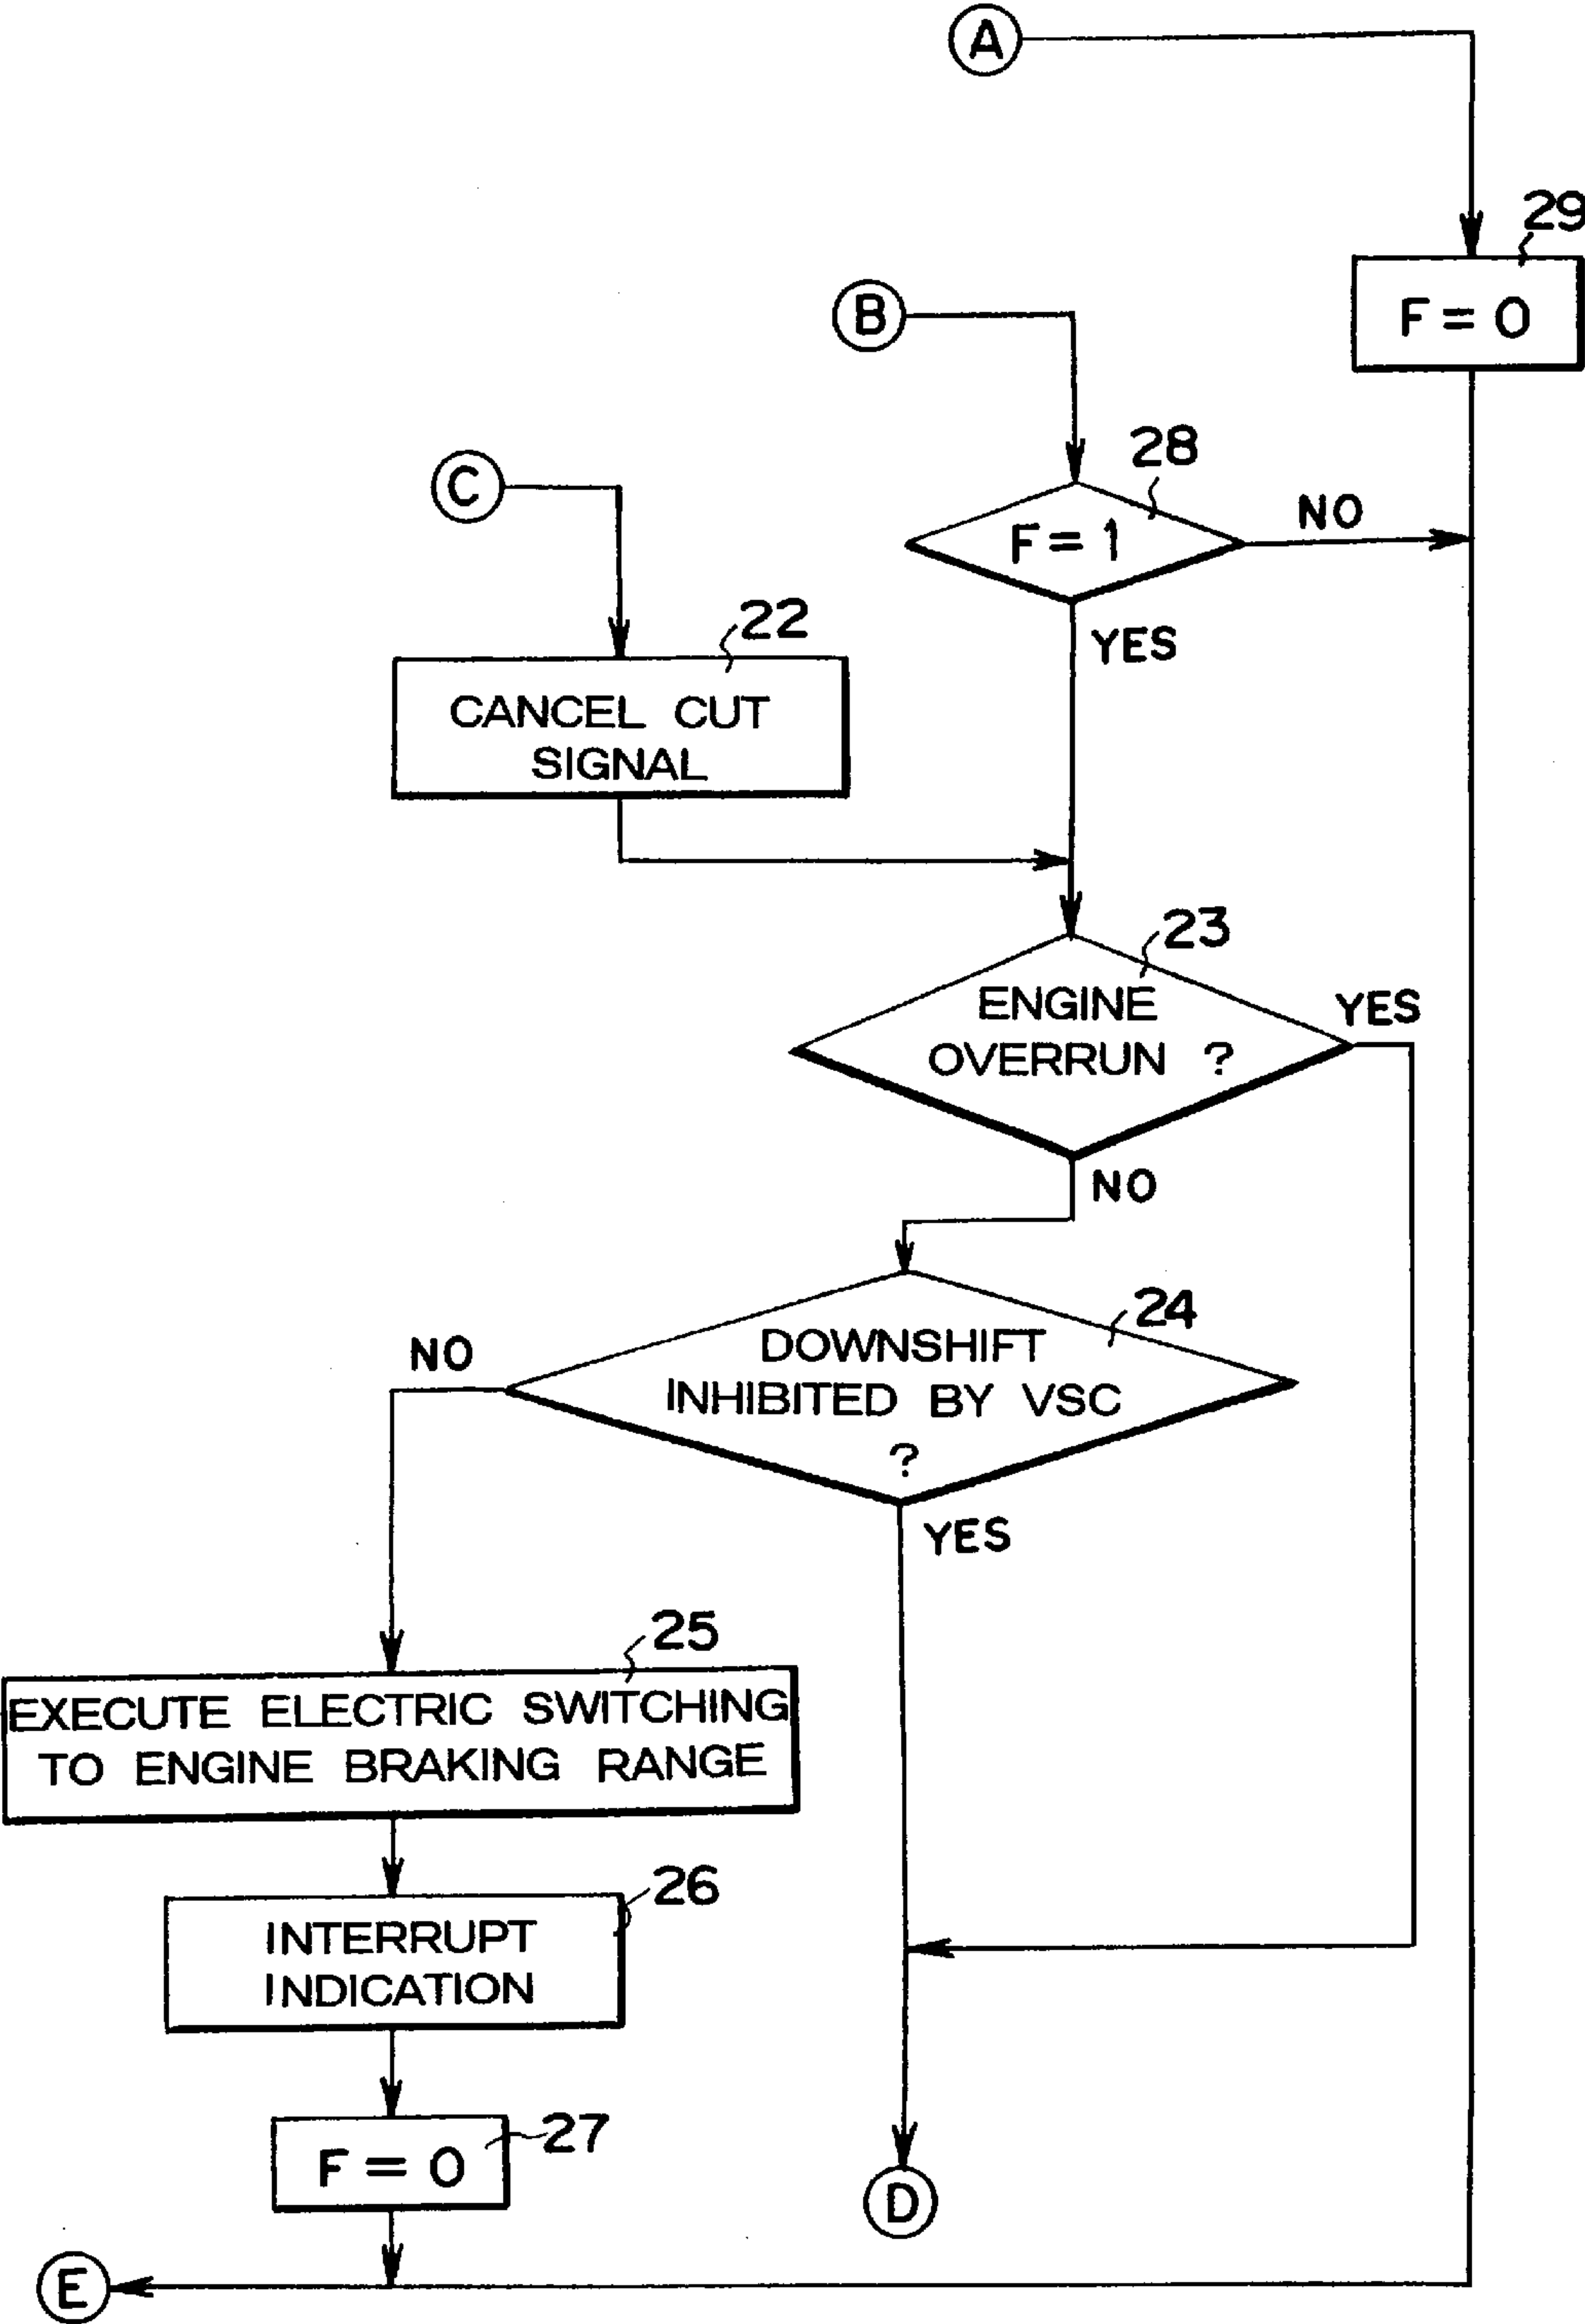 A
29
F = 0
B
28
F = 1
NO
YES
C
22
CANCEL CUT
SIGNAL
23
ENGINE
OVERRUN ?
YES
NO
24
DOWNSHIFT
INHIBITED BY VSC
?
NO
YES
25
EXECUTE ELECTRIC SWITCHING
TO ENGINE BRAKING RANGE
26
INTERRUPT
INDICATION
27
F = 0
D
E